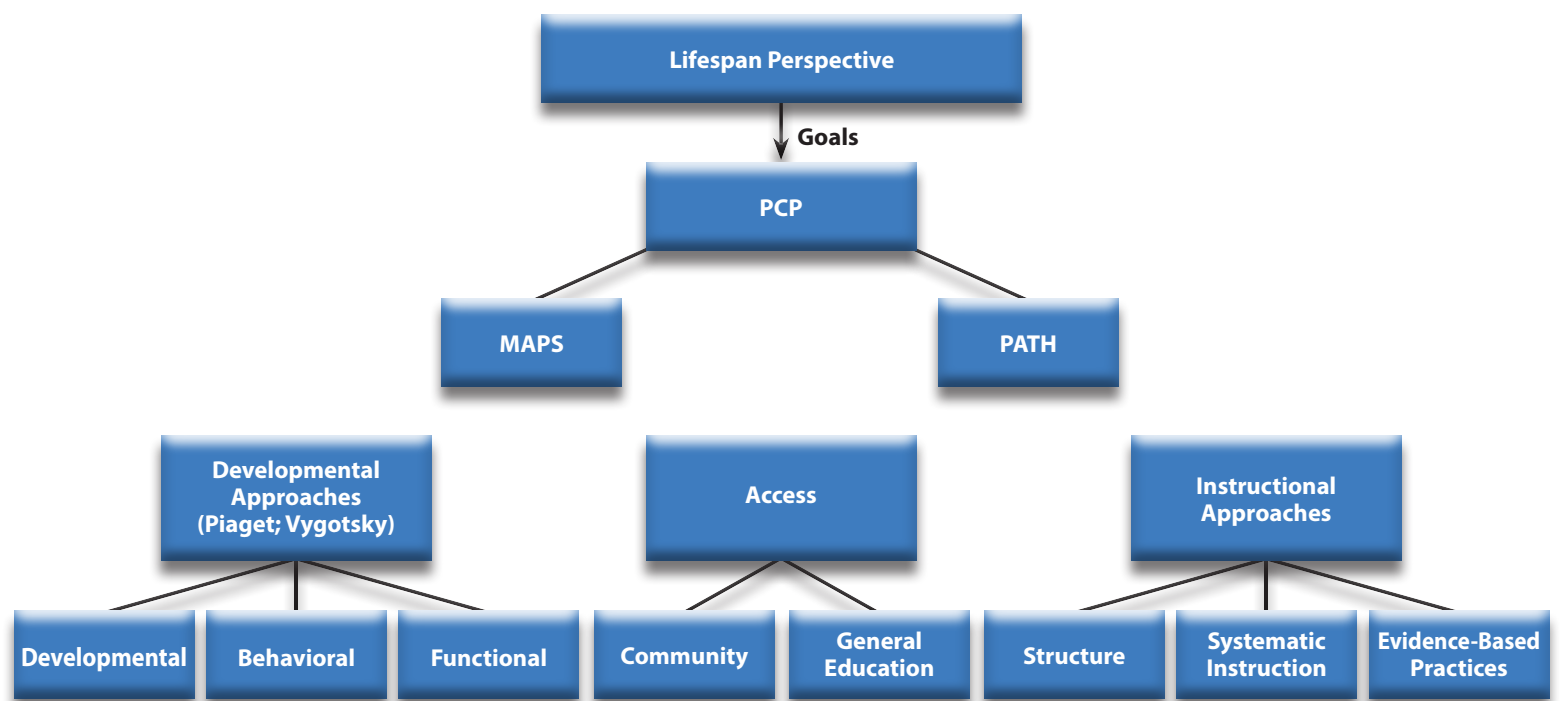 Lifespan Perspective
Goals
PCP
MAPS
PATH
Developmental
Approaches
(Piaget; Vygotsky)
Access
Instructional
Approaches
Developmental
Behavioral
Functional
Community
General
Education
Structure
Systematic
Instruction
Evidence-Based
Practices